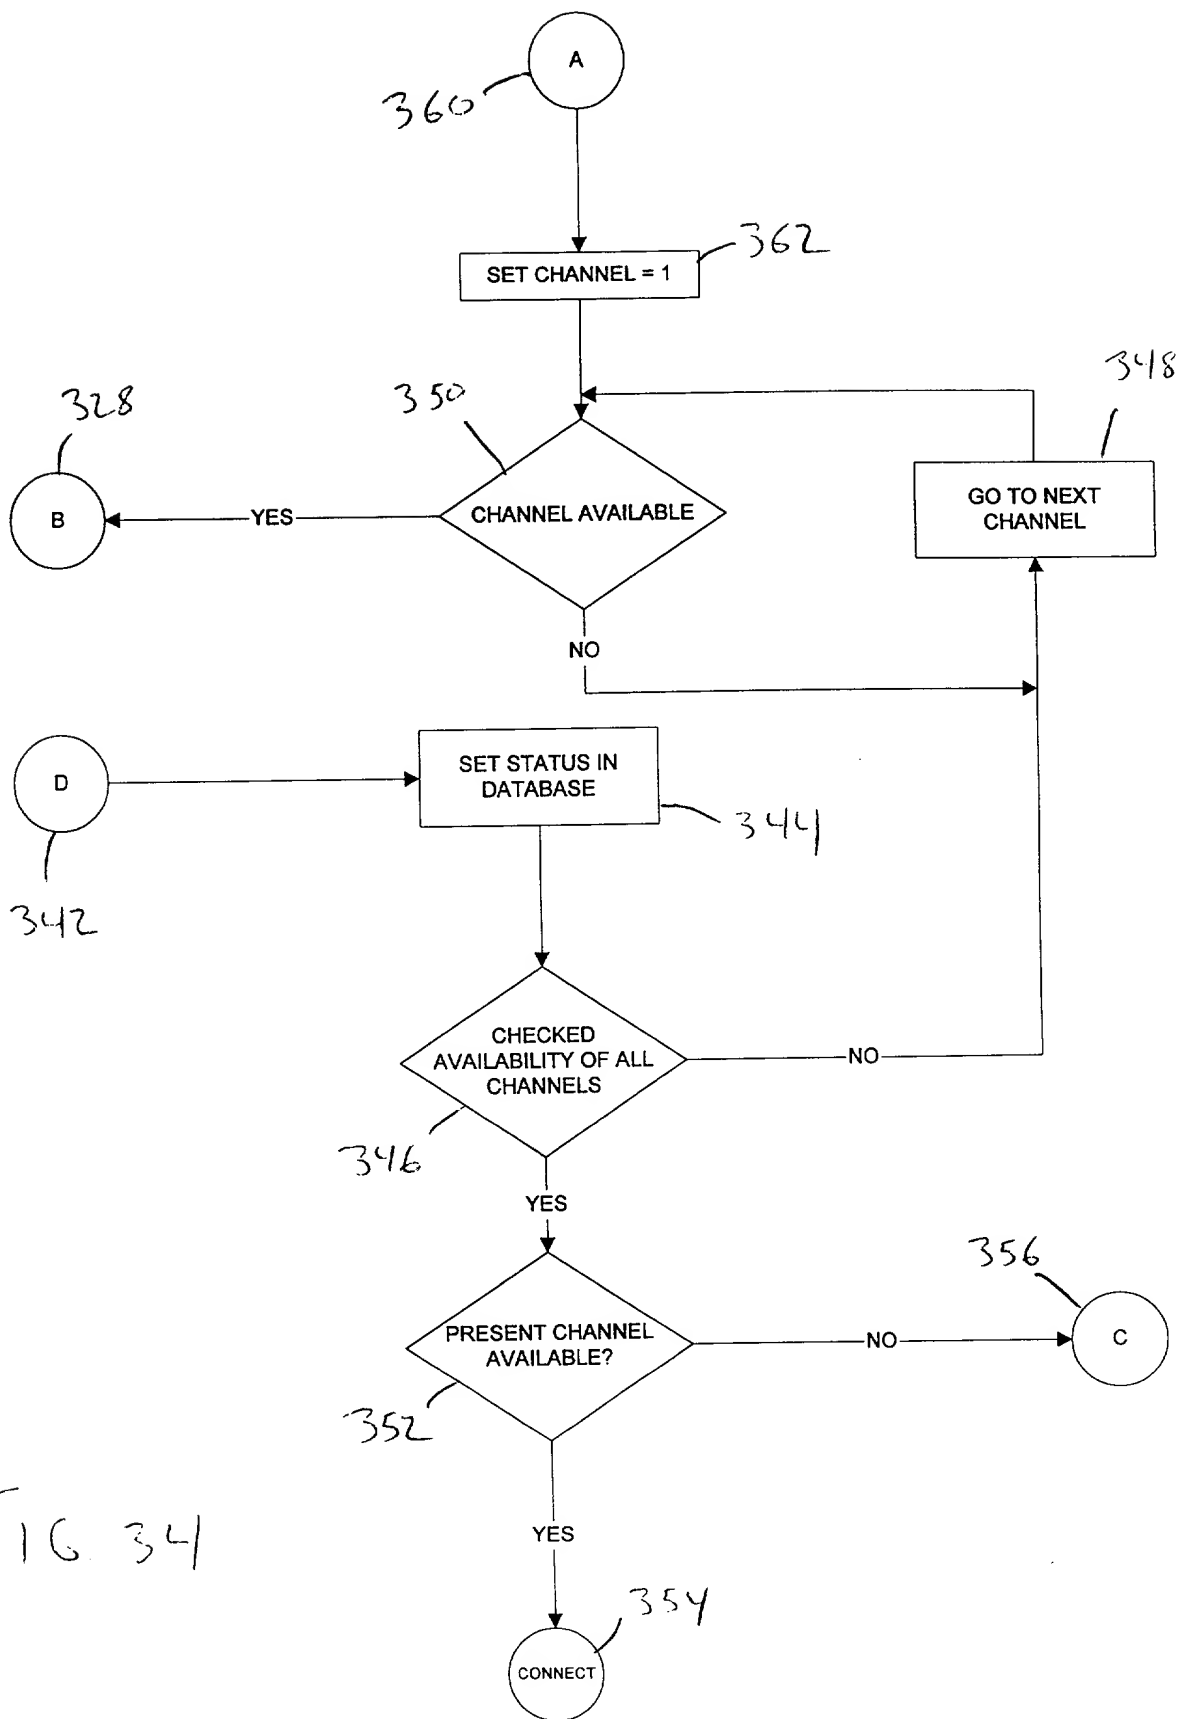 A
360
362
SET CHANNEL = 1
348
328
350
GO TO NEXT
CHANNEL
B
YES
CHANNEL AVAILABLE
NO
D
SET STATUS IN
DATABASE
344
342
CHECKED
AVAILABILITY OF ALL
CHANNELS
NO
346
YES
356
PRESENT CHANNEL
AVAILABLE?
NO
C
352
FIG. 34
YES
354
CONNECT